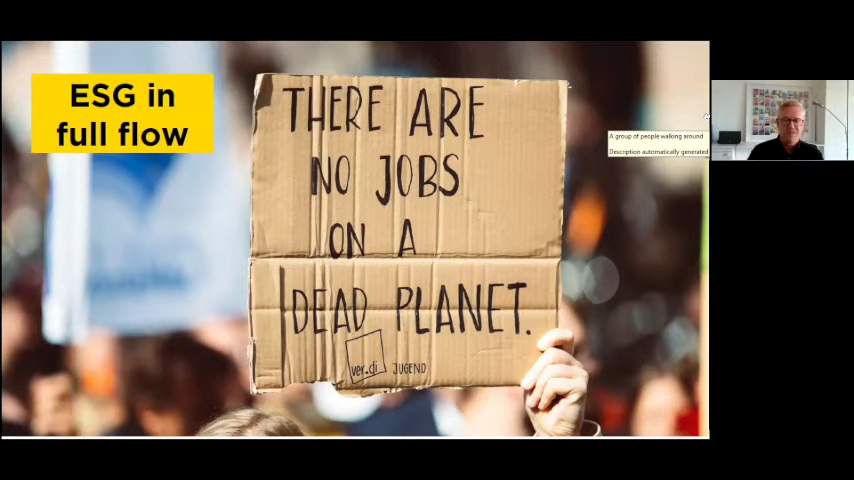 ESG in
full flow
THERE ARE
NO JOBS
ON A
DEAD PLANET.
ver.di JUGEND
A group of people walking around
Description automatically generated